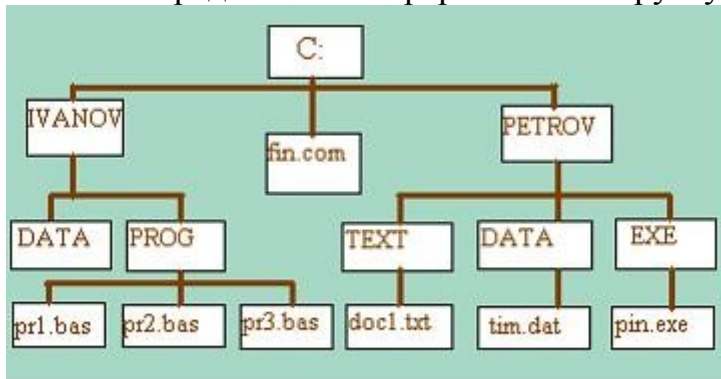 C:
IVANOV
fin.com
PETROV
DATA
PROG
TEXT
DATA
EXE
pr1.bas
pr2.bas
pr3.bas
doc1.txt
tim.dat
pin.exe